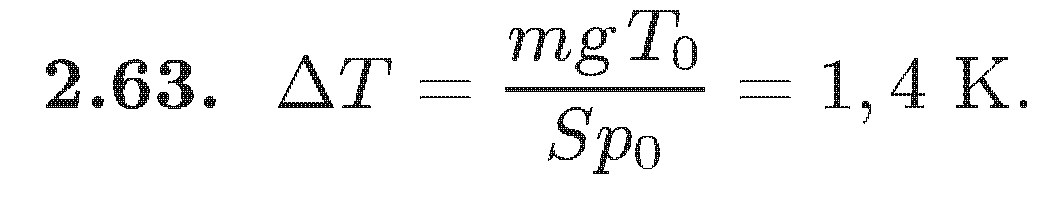 2.63. ΔT = mgT₀/Sp₀ = 1,4 K.